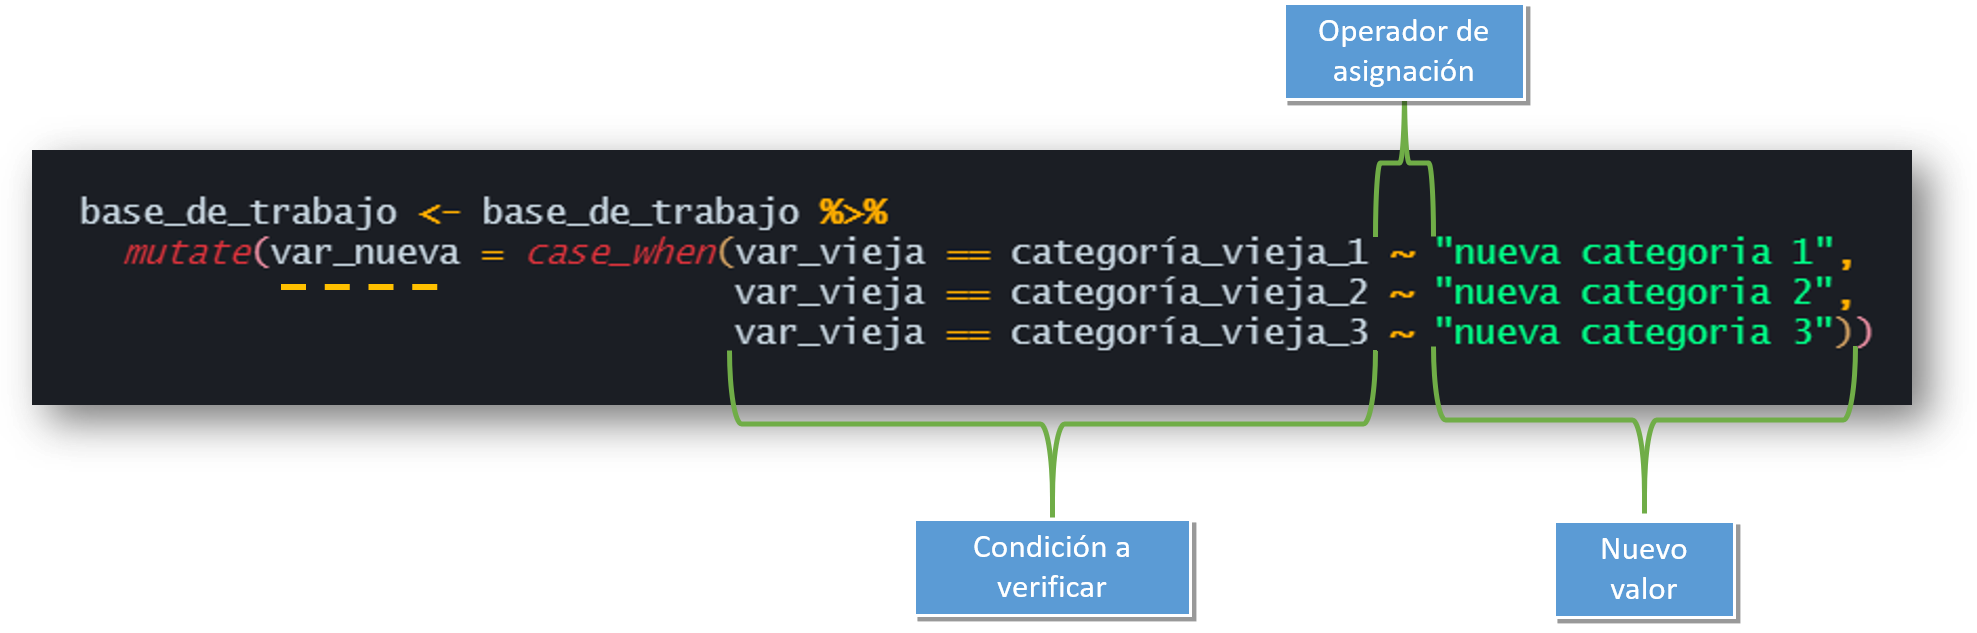 Operador de
asignación
base_de_trabajo <- base_de_trabajo %>%
mutate(var_nueva = case_when(var_vieja == categoría_vieja_1 ~ "nueva categoria 1",
var_vieja == categoría_vieja_2 ~ "nueva categoria 2",
var_vieja == categoría_vieja_3 ~ "nueva categoria 3"))
Condición a
verificar
Nuevo
valor